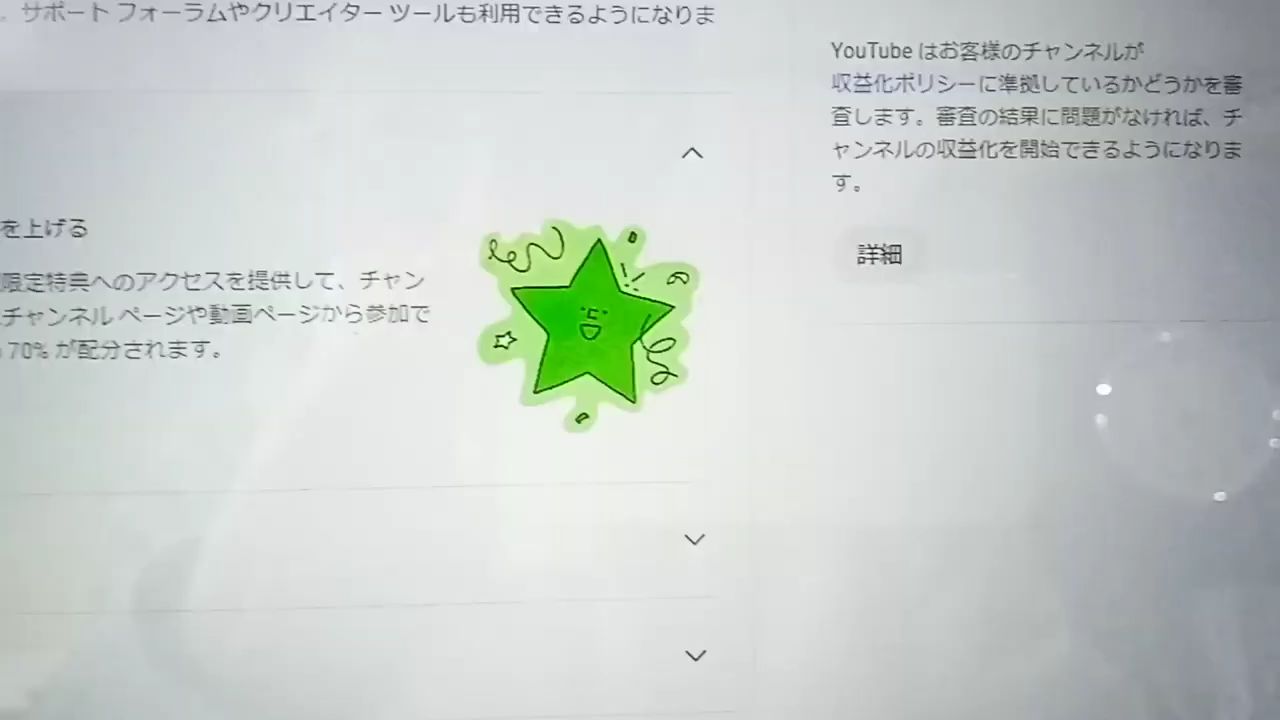 サポート フォーラムやクリエイター ツールも利用できるようになりま
を上げる
限定特典へのアクセスを提供して、チャン
チャンネル ページや動画ページから参加で
70% が配分されます。
YouTube はお客様のチャンネルが
収益化ポリシーに準拠しているかどうかを審
査します。審査の結果に問題がなければ、チ
ャンネルの収益化を開始できるようになりま
す。
詳細